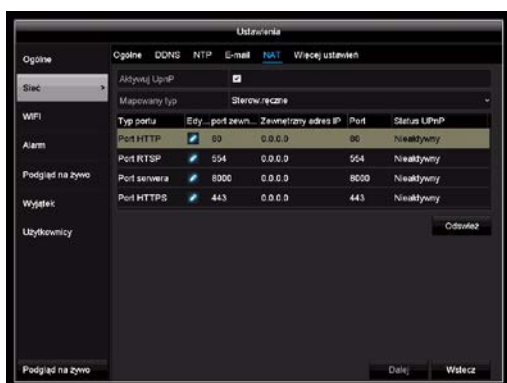 Ustawienia
Ogólne
Sieć
WIFI
Alarm
Podgląd na żywo
Wyjątek
Użytkownicy
Podgląd na żywo
Ogólne DDNS NTP E-mail NAT Więcej ustawień
Aktywuj UpnP
Mapowany typ Sterow.ręczne
Typ portu Edy... port zewn... Zewnetrzny adres IP Port Status UPnP
Port HTTP 80 0.0.0.0 80 Nieaktywny
Port RTSP 554 0.0.0.0 554 Nieaktywny
Port serwera 8000 0.0.0.0 8000 Nieaktywny
Port HTTPS 443 0.0.0.0 443 Nieaktywny
Odśwież
Dalej Wstecz